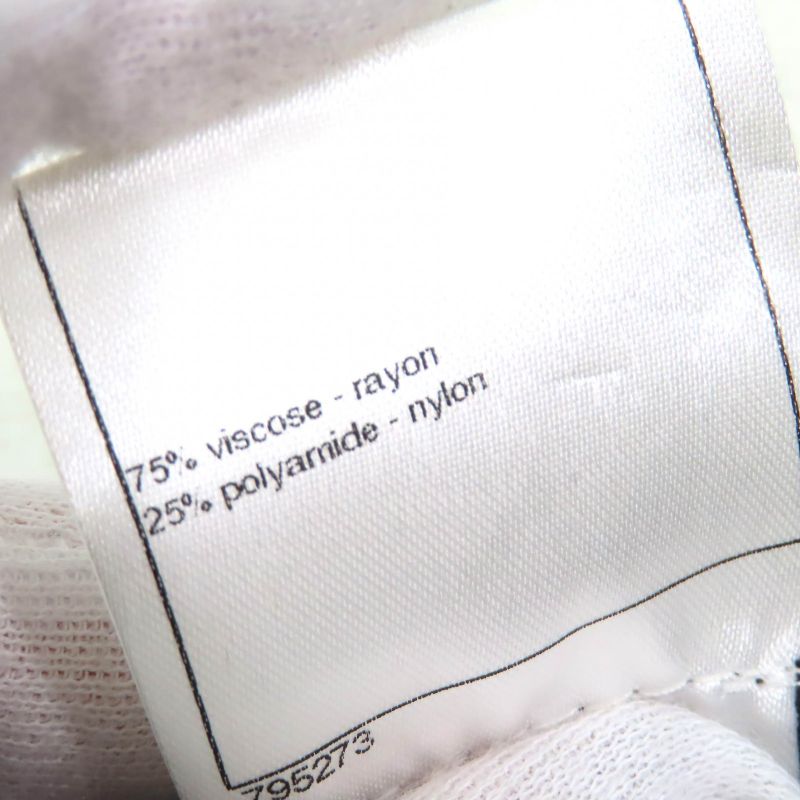 75% viscose - rayon
25% polyamide - nylon
795273